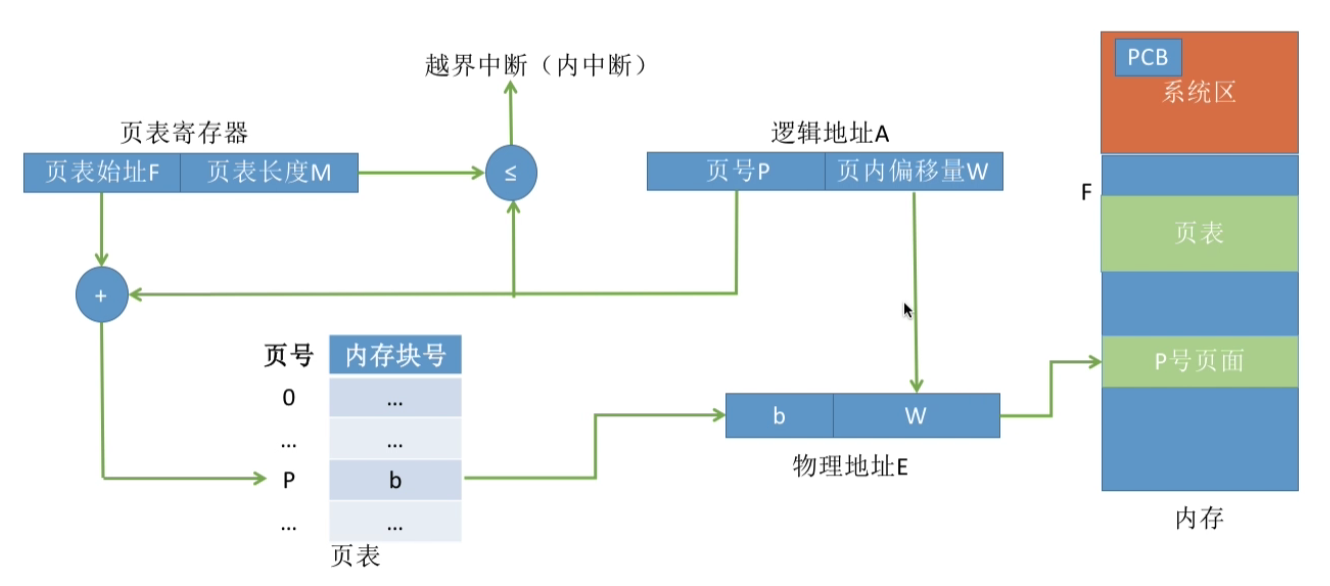 越界中断（内中断）
PCB
系统区
页表寄存器
页表始址F 页表长度M
≤
逻辑地址A
页号P 页内偏移量W
F
页表
+
P号页面
页号 内存块号
0 ...
... ...
P b
... ...
页表
b W
物理地址E
内存